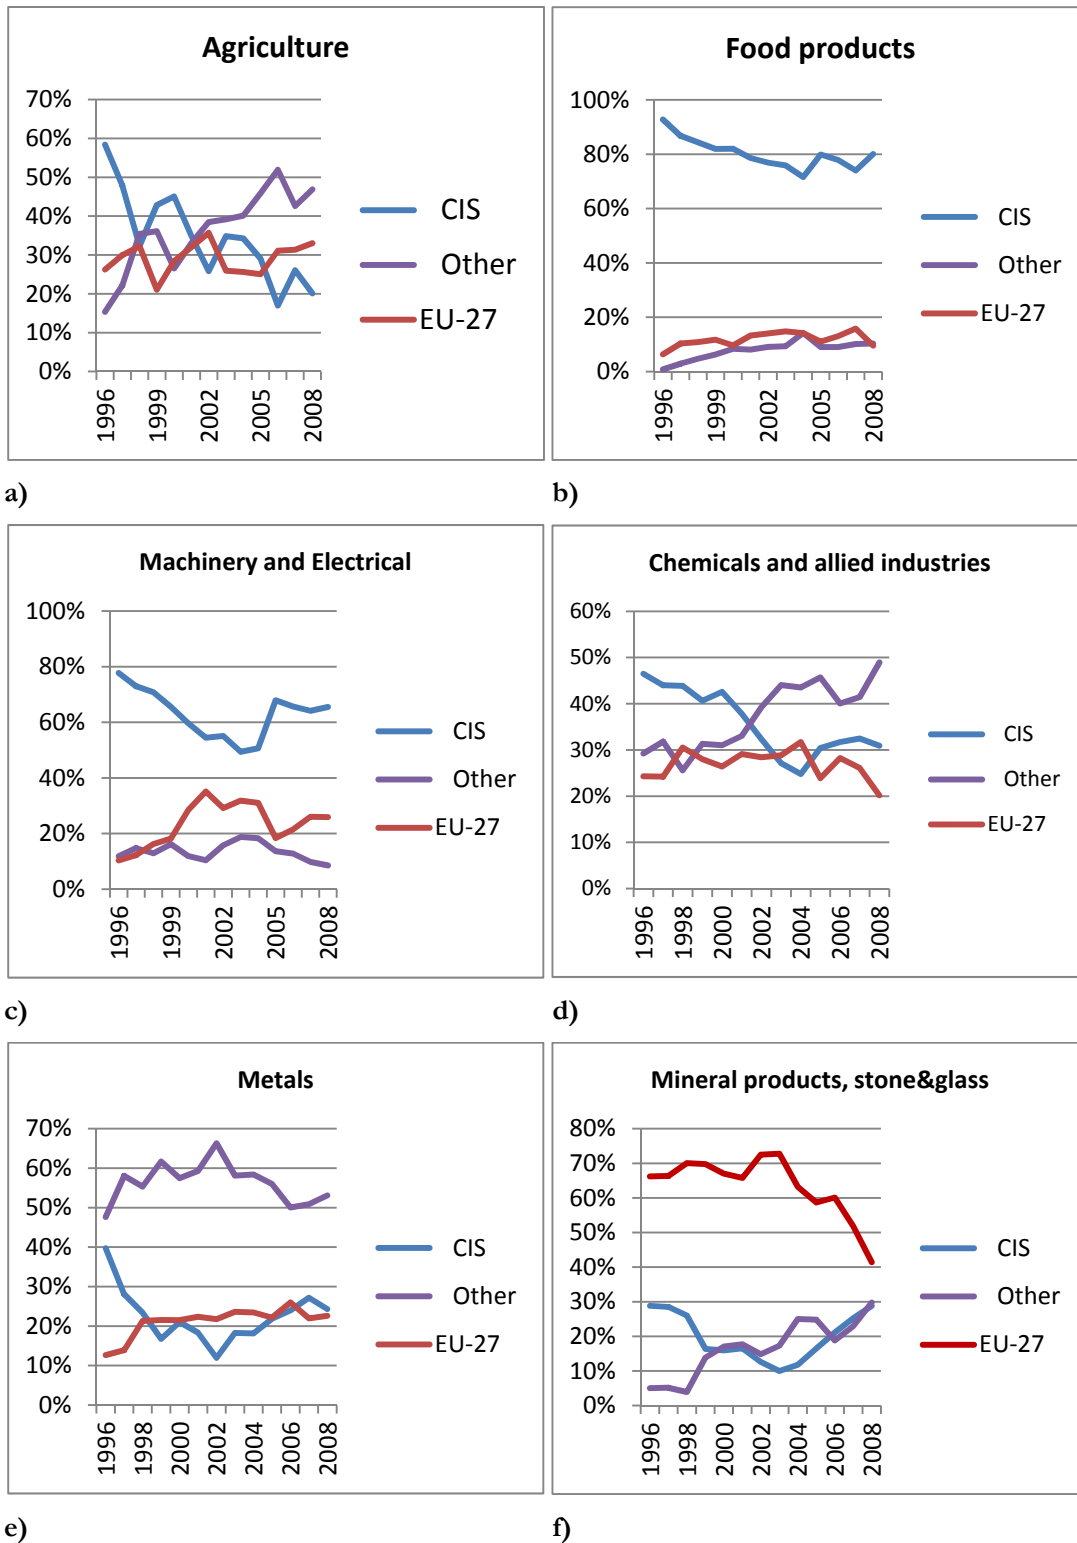 Agriculture
70%
60%
50%
40%
30%
20%
10%
0%
1996
1999
2002
2005
2008
CIS
Other
EU-27
a)
Food products
100%
80%
60%
40%
20%
0%
1996
1999
2002
2005
2008
CIS
Other
EU-27
b)
Machinery and Electrical
100%
80%
60%
40%
20%
0%
1996
1999
2002
2005
2008
CIS
Other
EU-27
c)
Chemicals and allied industries
60%
50%
40%
30%
20%
10%
0%
1996
1998
2000
2002
2004
2006
2008
CIS
Other
EU-27
d)
Metals
70%
60%
50%
40%
30%
20%
10%
0%
1996
1998
2000
2002
2004
2006
2008
CIS
Other
EU-27
e)
Mineral products, stone&glass
80%
70%
60%
50%
40%
30%
20%
10%
0%
1996
1998
2000
2002
2004
2006
2008
CIS
Other
EU-27
f)